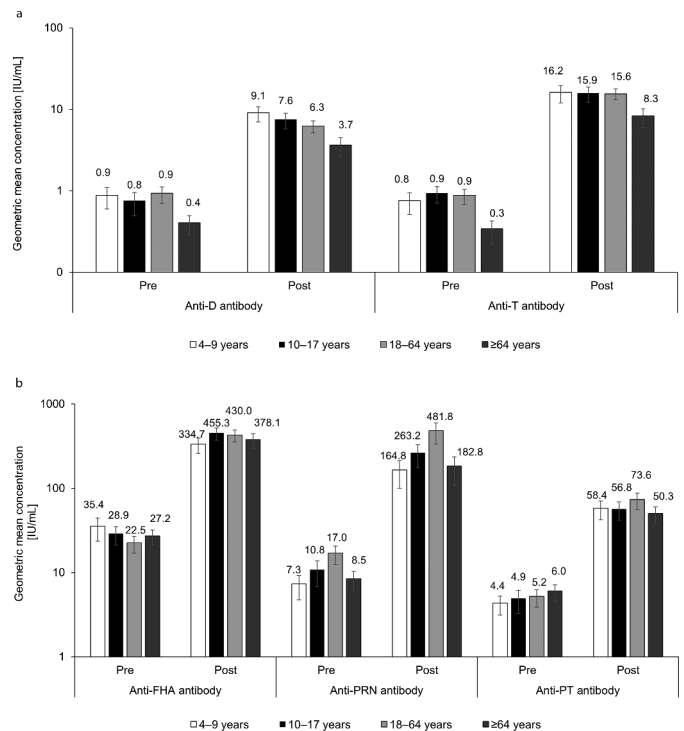 a
Geometric mean concentration [IU/mL]
100
10
1
0
0.9
0.8
0.9
0.4
9.1
7.6
6.3
3.7
0.8
0.9
0.9
0.3
16.2
15.9
15.6
8.3
Pre
Post
Pre
Post
Anti-D antibody
Anti-T antibody
4–9 years
10–17 years
18–64 years
≥64 years
b
Geometric mean concentration
[IU/mL]
1000
100
10
1
35.4
28.9
22.5
27.2
334.7
455.3
430.0
378.1
7.3
10.8
17.0
8.5
164.8
263.2
481.8
182.8
4.4
4.9
5.2
6.0
58.4
56.8
73.6
50.3
Pre
Post
Pre
Post
Pre
Post
Anti-FHA antibody
Anti-PRN antibody
Anti-PT antibody
4–9 years
10–17 years
18–64 years
≥64 years